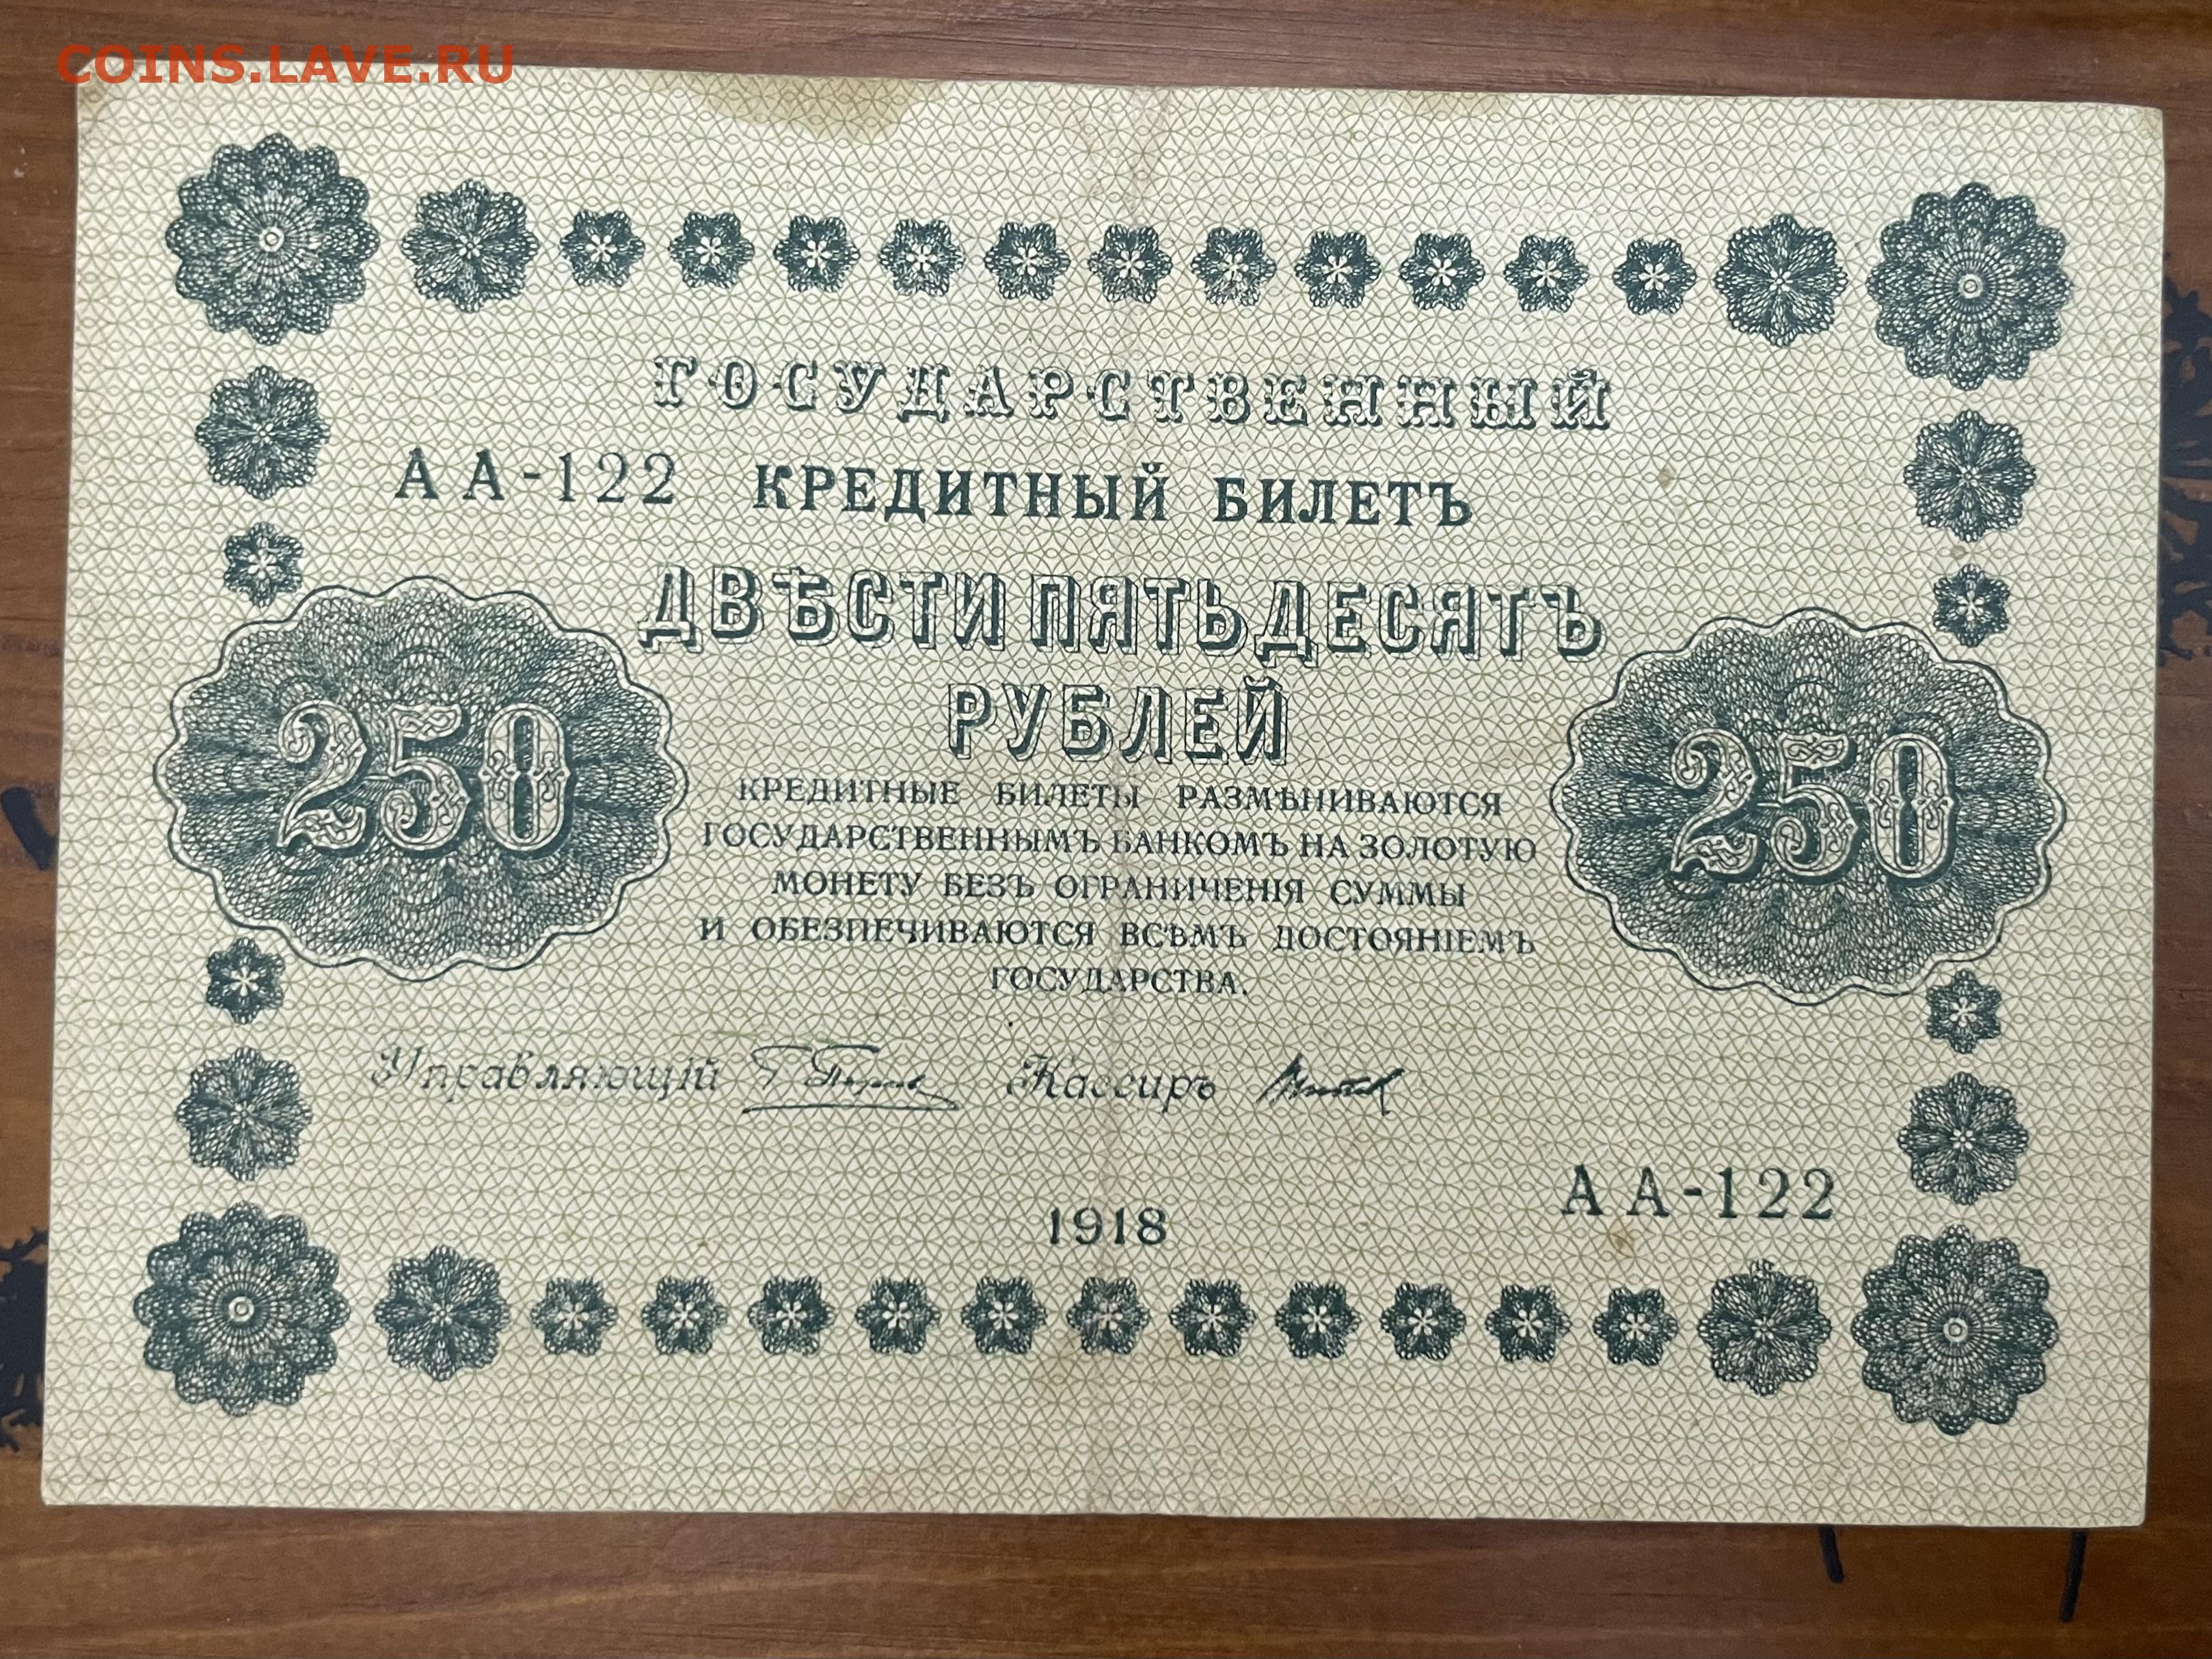 COINS.LAVE.RU
ГОСУДАРСТВЕННЫЙ
АА-122 КРЕДИТНЫЙ БИЛЕТЪ
ДВѢСТИ ПЯТЬДЕСЯТЪ
РУБЛЕЙ
250
250
КРЕДИТНЫЕ БИЛЕТЫ РАЗМѢНИВАЮТСЯ
ГОСУДАРСТВЕННЫМЪ БАНКОМЪ НА ЗОЛОТУЮ
МОНЕТУ БЕЗЪ ОГРАНИЧЕНІЯ СУММЫ
И ОБЕЗПЕЧИВАЮТСЯ ВСѢМЪ ДОСТОЯНІЕМЪ
ГОСУДАРСТВА.
Управляющій Кассиръ
АА-122
1918